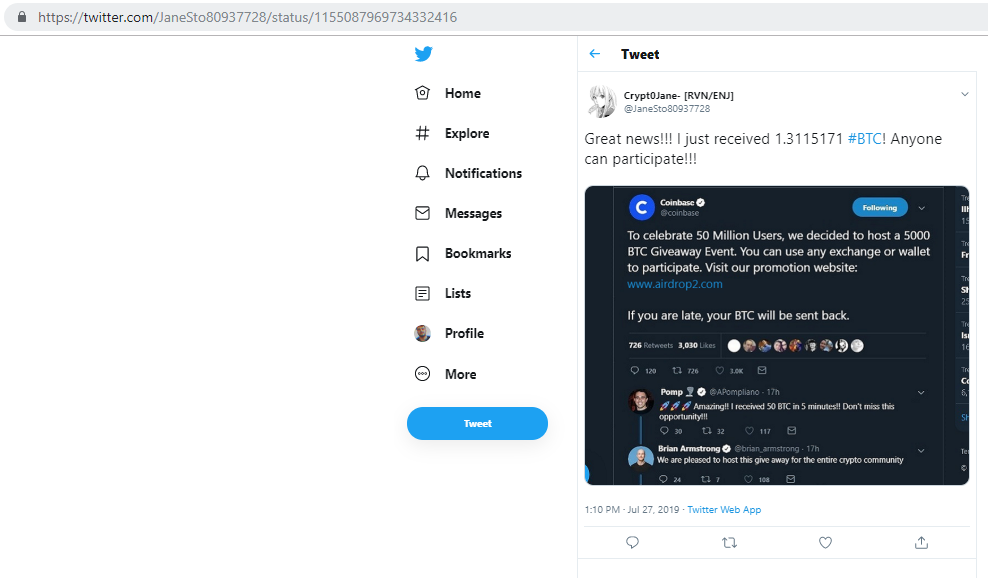 https://twitter.com/JaneSto80937728/status/1155087969734332416
Home
Explore
Notifications
Messages
Bookmarks
Lists
Profile
More
Tweet
Tweet
Crypt0Jane- [RVN/ENJ]
@JaneSto80937728
Great news!!! I just received 1.3115171 #BTC! Anyone
can participate!!!
Coinbase
@coinbase
Following
To celebrate 50 Million Users, we decided to host a 5000
BTC Giveaway Event. You can use any exchange or wallet
to participate. Visit our promotion website:
www.airdrop2.com
If you are late, your BTC will be sent back.
726 Retweets 3,030 Likes
120 726 3.0K
Pomp @APompliano · 17h
🚀🚀🚀 Amazing!! I received 50 BTC in 5 minutes!! Don't miss this
opportunity!!!
30 32 117
Brian Armstrong @brian_armstrong · 17h
We are pleased to host this give away for the entire crypto community
24 7 108
1:10 PM · Jul 27, 2019 · Twitter Web App